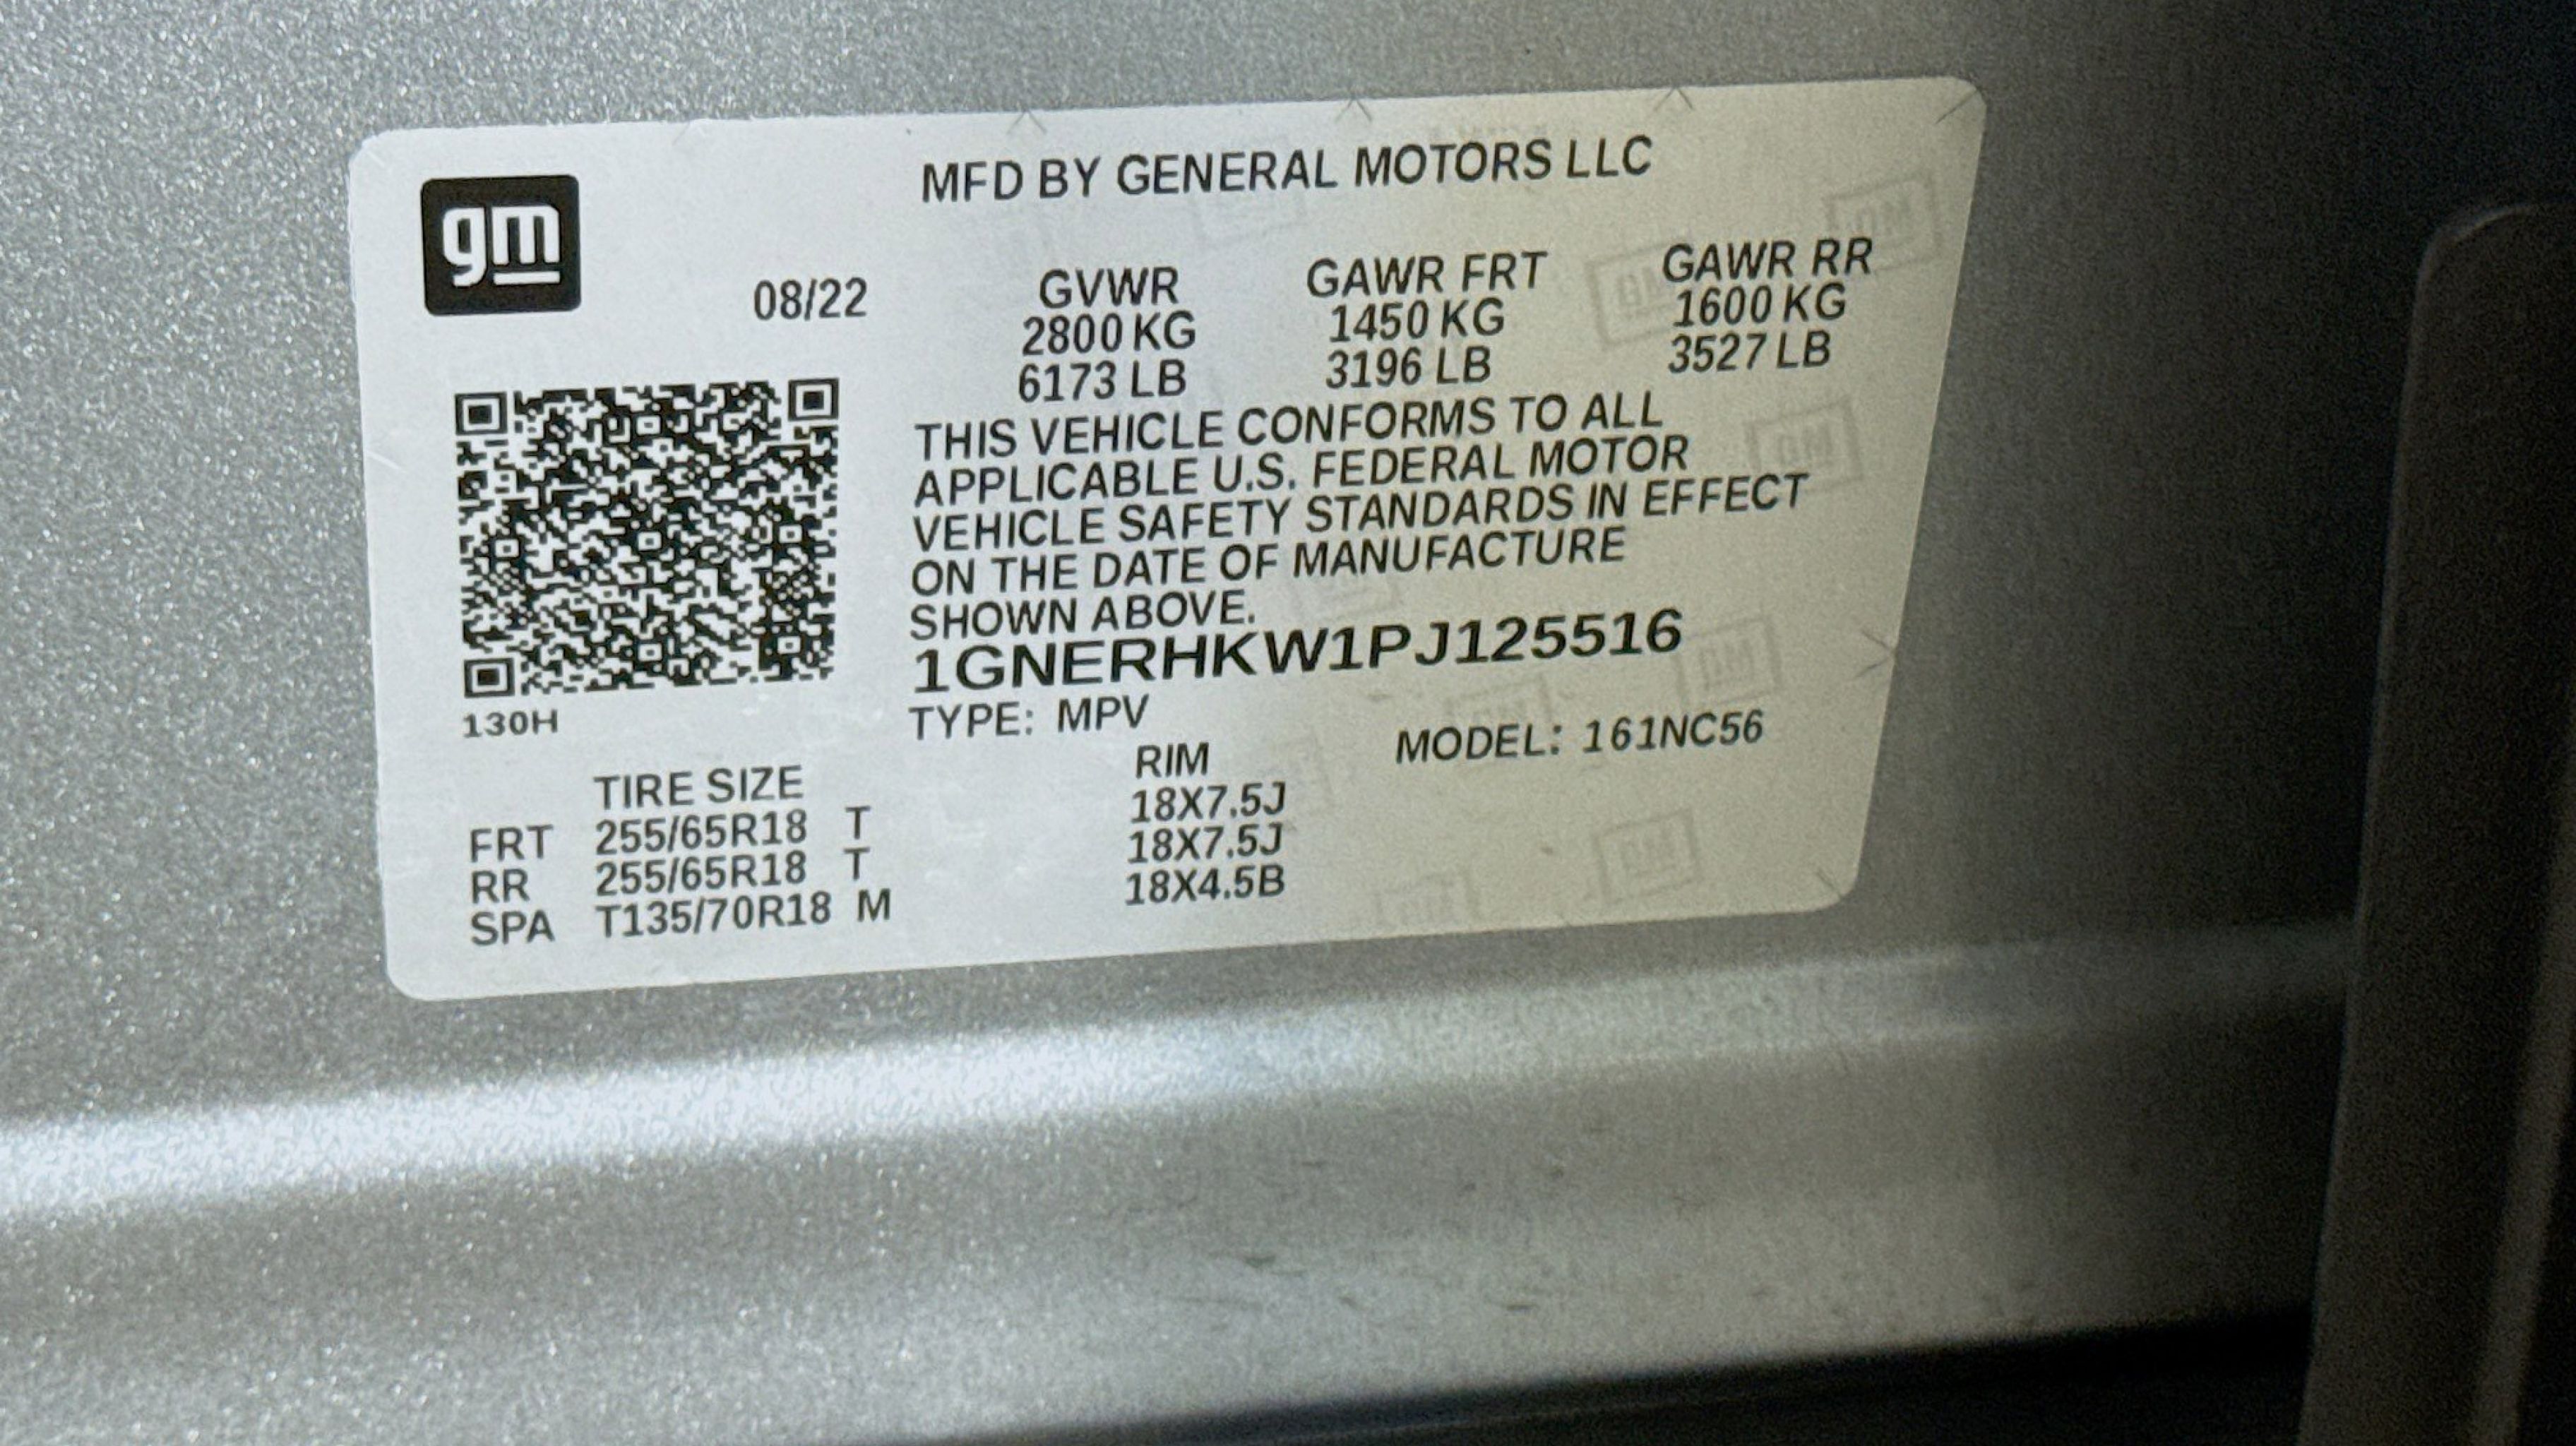 gm
MFD BY GENERAL MOTORS LLC
08/22
GVWR GAWR FRT GAWR RR
2800 KG 1450 KG 1600 KG
6173 LB 3196 LB 3527 LB
THIS VEHICLE CONFORMS TO ALL
APPLICABLE U.S. FEDERAL MOTOR
VEHICLE SAFETY STANDARDS IN EFFECT
ON THE DATE OF MANUFACTURE
SHOWN ABOVE.
1GNERHKW1PJ125516
130H
TYPE: MPV MODEL: 161NC56
TIRE SIZE RIM
FRT 255/65R18 T 18X7.5J
RR 255/65R18 T 18X7.5J
SPA T135/70R18 M 18X4.5B